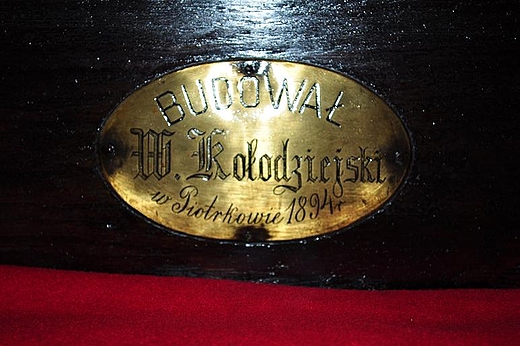 BUDOWAŁ
W. Kołodziejski
w Piotrkowie 1894 r